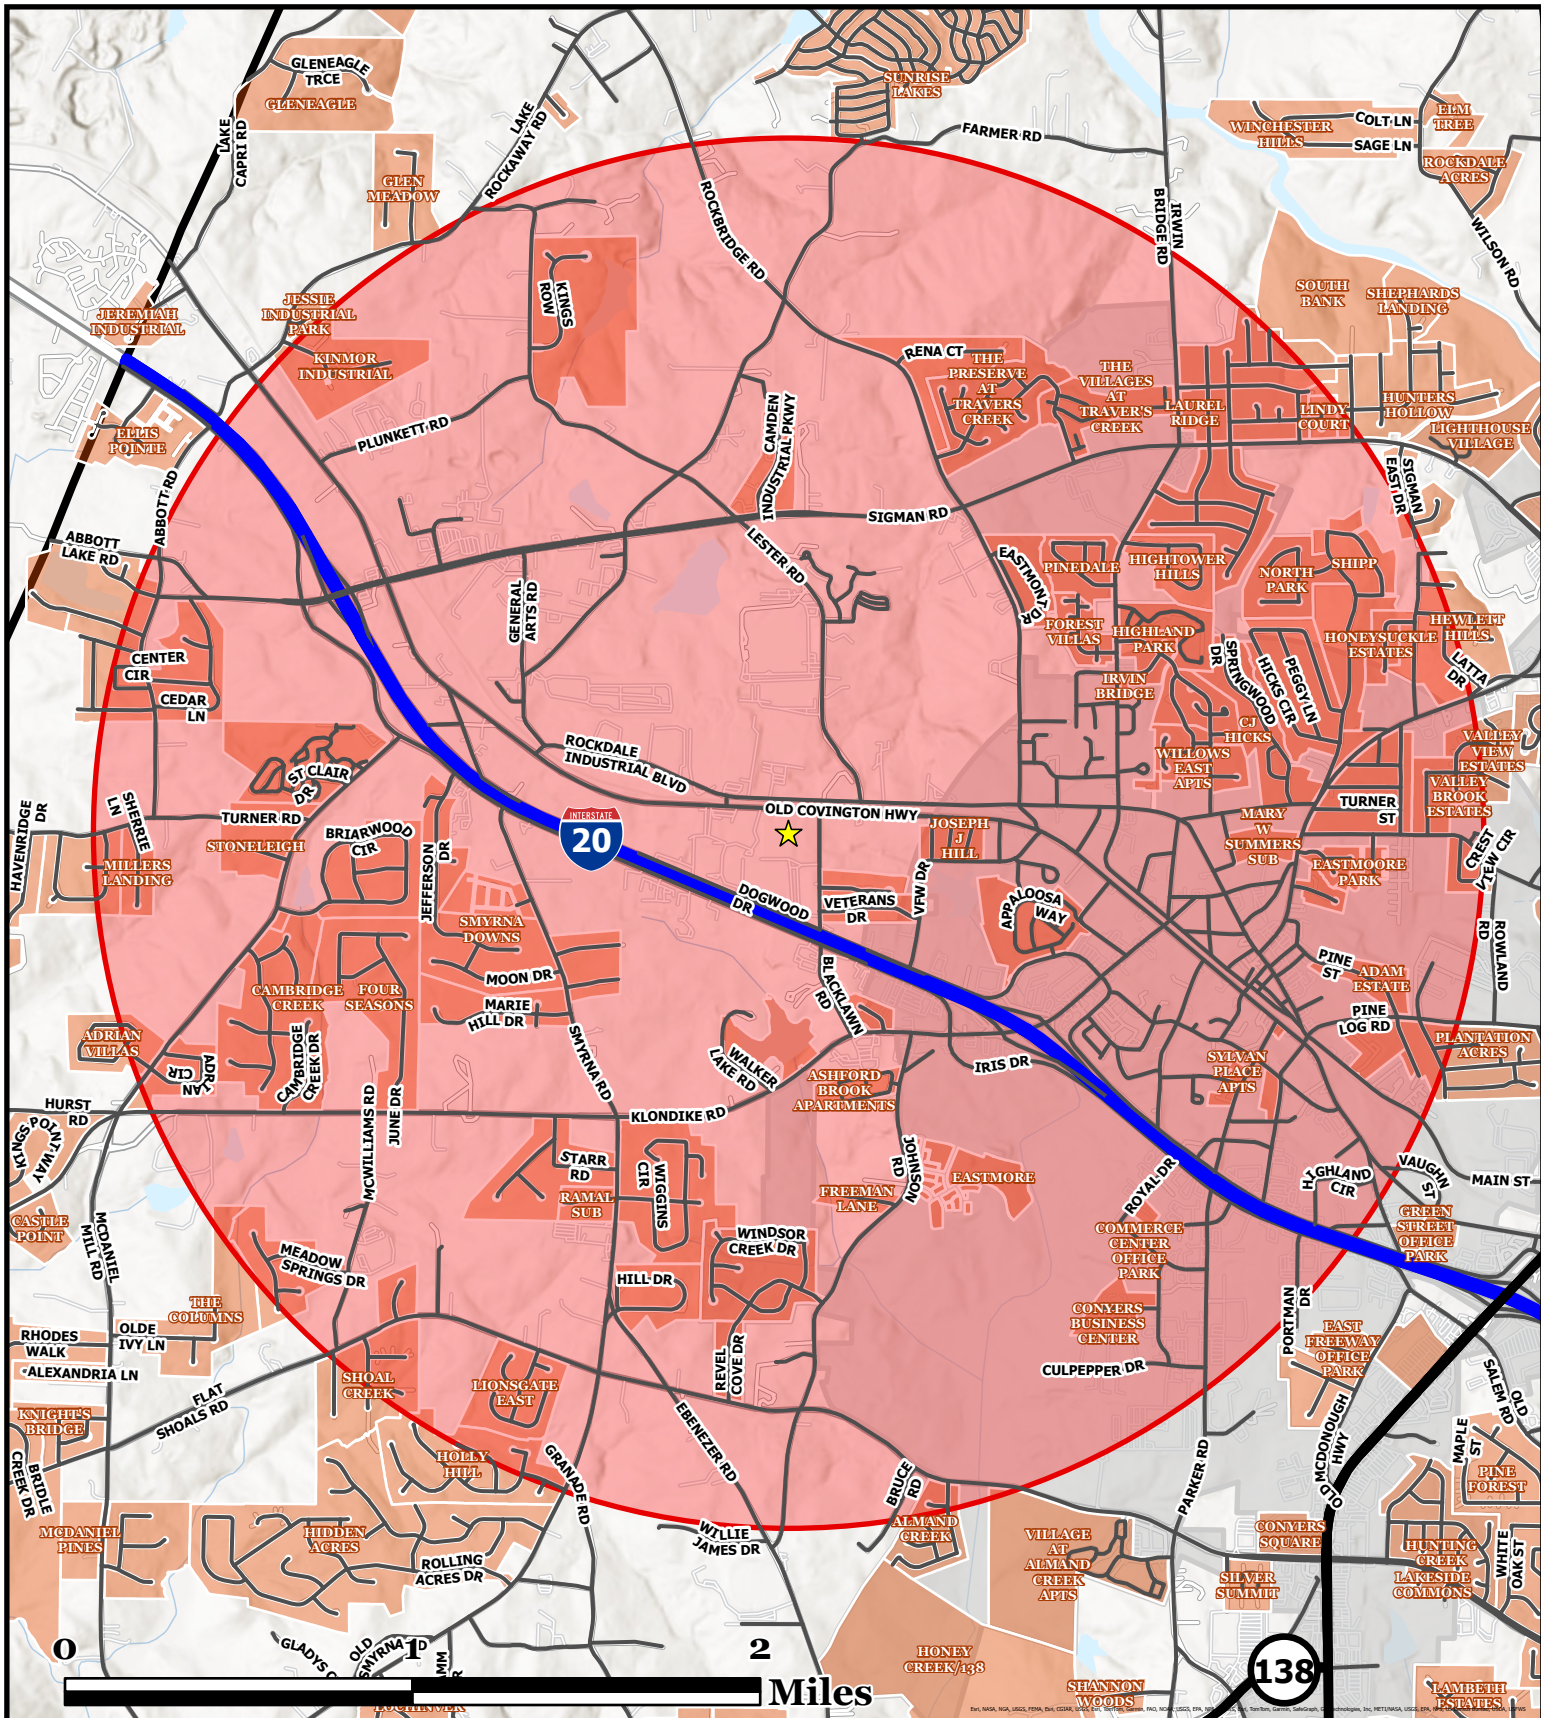 GLENEAGLE
TRCE
GLENEAGLE
LAKE
CAPRI RD
LAKE
ROCKAWAY RD
SUNRISE
LAKES
FARMER RD
WINCHESTER
HILLS
COLT LN
SAGE LN
ELM
TREE
ROCKDALE
ACRES
WILSON RD
GLEN
MEADOW
ROCKBRIDGE RD
IRWIN
BRIDGE RD
SOUTH
BANK
SHEPHARDS
LANDING
JEREMIAH
INDUSTRIAL
JESSIE
INDUSTRIAL
PARK
KINMOR
INDUSTRIAL
KINGS
ROW
RENA CT
THE
PRESERVE
AT
TRAVERS
CREEK
THE
VILLAGES
AT
TRAVER'S
CREEK
LAUREL
RIDGE
LINDY
COURT
HUNTERS
HOLLOW
LIGHTHOUSE
VILLAGE
ELLIS
POINTE
PLUNKETT RD
CAMDEN
INDUSTRIAL PKWY
ABBOTT RD
SIGMAN RD
SIGMAN
EAST DR
ABBOTT
LAKE RD
LESTER RD
EASTMONT
DR
PINEDALE
HIGHTOWER
HILLS
NORTH
PARK
SHIPP
GENERAL
ARTS RD
FOREST
VILLAS
HIGHLAND
PARK
HONEYSUCKLE
ESTATES
HEWLETT
HILLS
LATTA
DR
CENTER
CIR
CEDAR
LN
IRVIN
BRIDGE
SPRINGWOOD
DR
HICKS CIR
PEGGY LN
CJ
HICKS
WILLOWS
EAST
APTS
VALLEY
VIEW
ESTATES
VALLEY
BROOK
ESTATES
ROCKDALE
INDUSTRIAL BLVD
ST CLAIR
DR
TURNER RD
STONELEIGH
BRIARWOOD
CIR
JEFFERSON
DR
INTERSTATE
20
OLD COVINGTON HWY
JOSEPH
J
HILL
MARY
W
SUMMERS
SUB
TURNER
ST
EASTMOORE
PARK
CREST
VIEW CIR
HAVENRIDGE
DR
SHERRIE
LN
MILLERS
LANDING
SMYRNA
DOWNS
DOGWOOD
DR
VETERANS
DR
VFW DR
APPALOOSA
WAY
ROWLAND
RD
PINE
ST
ADAM
ESTATE
PINE
LOG RD
PLANTATION
ACRES
CAMBRIDGE
CREEK
FOUR
SEASONS
MOON DR
MARIE
HILL DR
BLACKLAWN
RD
ADRIAN
VILLAS
ADRIAN
CIR
CAMBRIDGE
CREEK DR
SMYRNA RD
WALKER
LAKE RD
ASHFORD
BROOK
APARTMENTS
IRIS DR
SYLVAN
PLACE
APTS
HURST
RD
KINGS
POINT WAY
MCWILLIAMS RD
JUNE DR
KLONDIKE RD
STARR
RD
RAMAL
SUB
WIGGINS
CIR
JOHNSON
RD
FREEMAN
LANE
EASTMORE
ROYAL DR
HIGHLAND
CIR
VAUGHN
ST
MAIN ST
CASTLE
POINT
MCDANIEL
MILL RD
MEADOW
SPRINGS DR
HILL DR
WINDSOR
CREEK DR
COMMERCE
CENTER
OFFICE
PARK
GREEN
STREET
OFFICE
PARK
THE
COLUMNS
RHODES
WALK
OLDE
IVY LN
ALEXANDRIA LN
CONYERS
BUSINESS
CENTER
PORTMAN
DR
EAST
FREEWAY
OFFICE
PARK
SHOAL
CREEK
LIONSGATE
EAST
REVEL
COVE DR
CULPEPPER DR
OLD
SALEM RD
KNIGHT'S
BRIDGE
FLAT
SHOALS RD
BRIDLE
CREEK DR
HOLLY
HILL
GRANADE RD
EBENEZER RD
BRUCE
RD
PARKER RD
OLD
MCDONOUGH
HWY
MAPLE
ST
PINE
FOREST
MCDANIEL
PINES
HIDDEN
ACRES
ROLLING
ACRES DR
WILLIE
JAMES DR
ALMAND
CREEK
VILLAGE
AT
ALMAND
CREEK
APTS
CONYERS
SQUARE
SILVER
SUMMIT
HUNTING
CREEK
LAKESIDE
COMMONS
WHITE
OAK ST
OLD
HONEY
CREEK/138
SHANNON
WOODS
138
LAMBETH
ESTATES
0
1
2
Miles